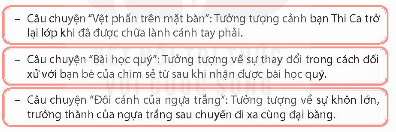 – Câu chuyện “Vệt phấn trên mặt bàn”: Tưởng tượng cảnh bạn Thi Ca trở
lại lớp khi đã được chữa lành cánh tay phải.
– Câu chuyện “Bài học quý”: Tưởng tượng về sự thay đổi trong cách đối
xử với bạn bè của chim sẻ từ sau khi nhận được bài học quý.
– Câu chuyện “Đôi cánh của ngựa trắng”: Tưởng tượng về sự khôn lớn,
trưởng thành của ngựa trắng sau chuyến đi xa cùng đại bàng.